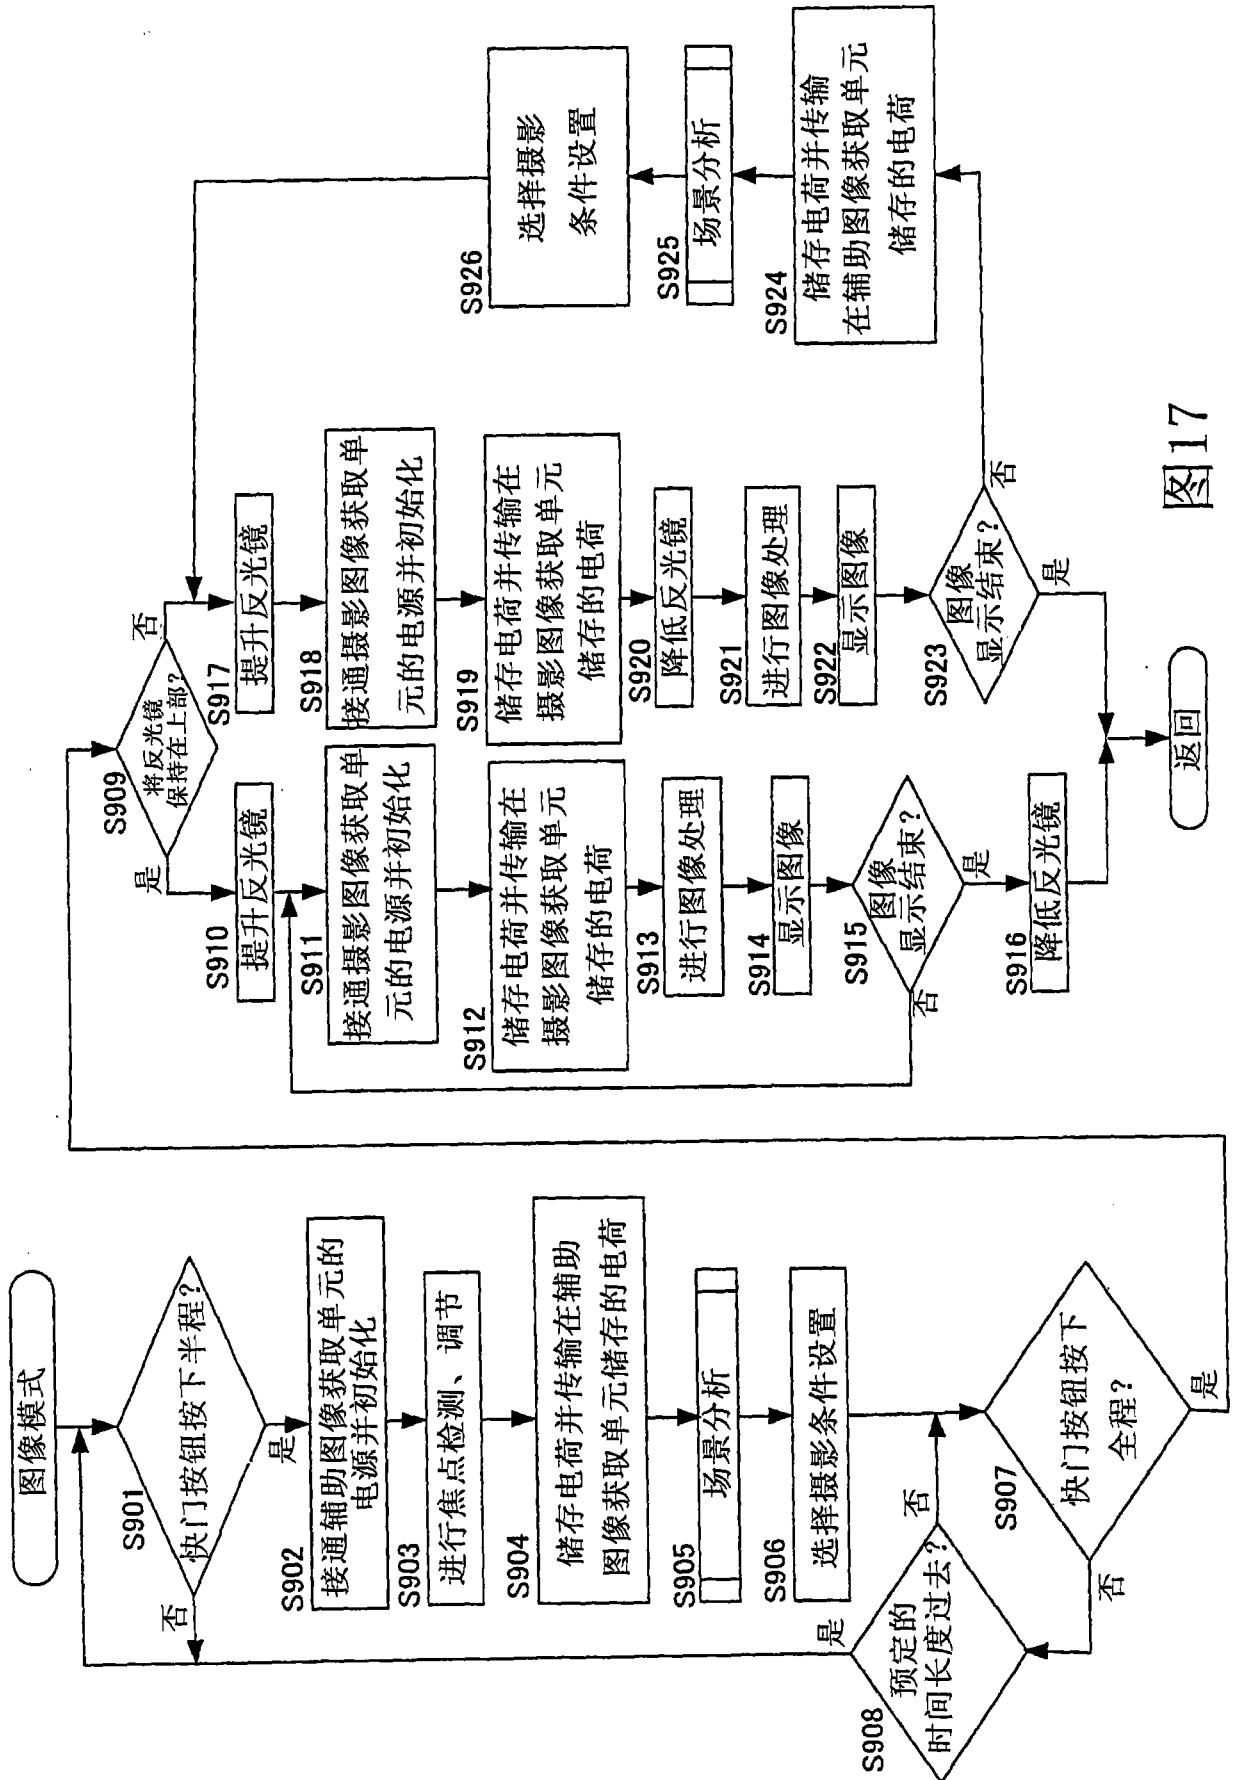 图像模式
S901
快门按钮按下半程?
否
是
S902
接通辅助图像获取单元的
电源并初始化
S903
进行焦点检测、调节
S904
储存电荷并传输在辅助
图像获取单元储存的电荷
S905
场景分析
S906
选择摄影条件设置
S907
快门按钮按下
全程?
是
否
S908
预定的
时间长度过去?
是
否
S909
将反光镜
保持在上部?
是
否
S910
提升反光镜
S911
接通摄影图像获取单
元的电源并初始化
S912
储存电荷并传输在
摄影图像获取单元
储存的电荷
S913
进行图像处理
S914
显示图像
S915
图像
显示结束?
否
是
S916
降低反光镜
S917
提升反光镜
S918
接通摄影图像获取单
元的电源并初始化
S919
储存电荷并传输在
摄影图像获取单元
储存的电荷
S920
降低反光镜
S921
进行图像处理
S922
显示图像
S923
图像
显示结束?
否
是
S924
储存电荷并传输
在辅助图像获取单元
储存的电荷
S925
场景分析
S926
选择摄影
条件设置
返回
图17